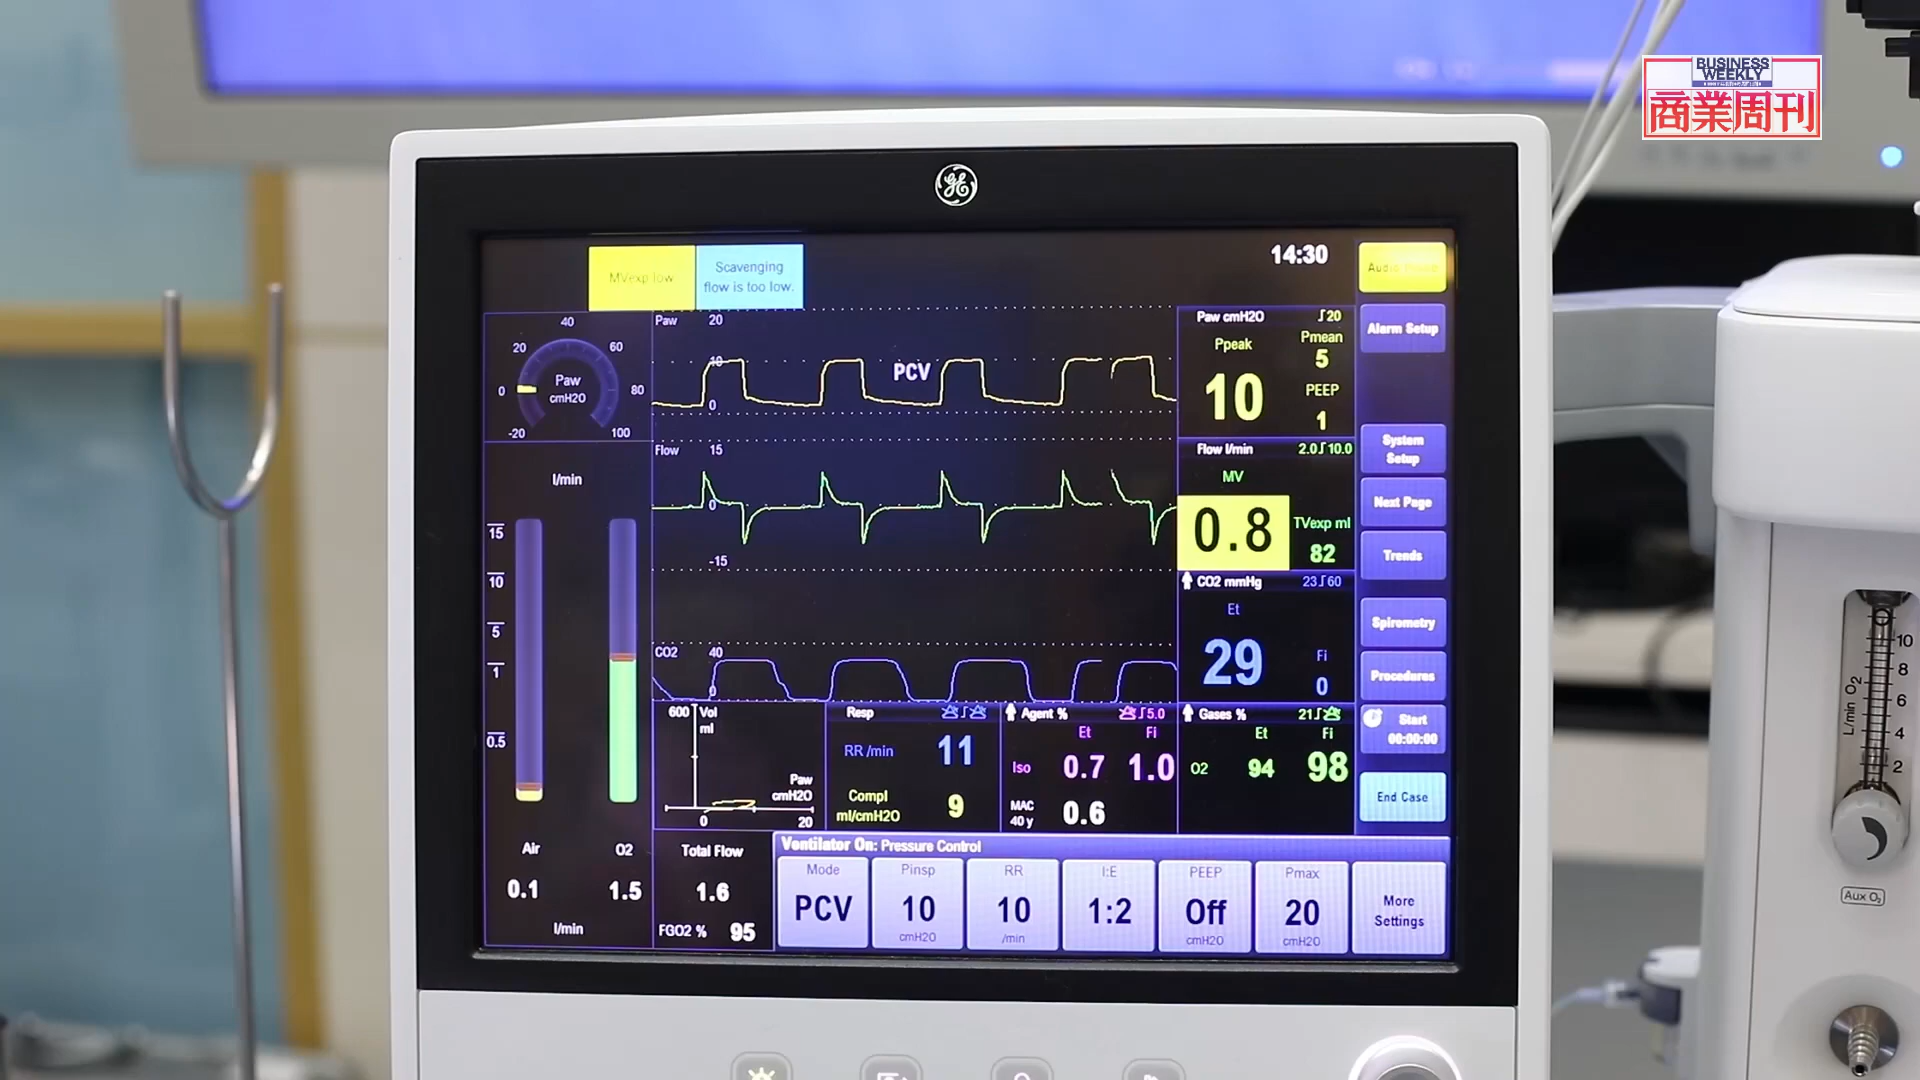 BUSINESS
WEEKLY
商業周刊
14:30
MVexp low
Scavenging
flow is too low.
Audio Pause
Alarm Setup
System
Setup
Next Page
Trends
Spirometry
Procedures
Start
00:00:00
End Case
40
20
60
0
80
-20
100
Paw
cmH2O
Paw
20
10
0
PCV
Paw cmH2O
20
Ppeak
10
Pmean
5
PEEP
1
Flow
15
0
-15
Flow l/min
2.0 10.0
MV
0.8
TVexp ml
82
CO2
40
0
CO2 mmHg
23 60
Et
29
Fi
0
l/min
15
10
5
1
0.5
Air
O2
0.1
1.5
l/min
600
Vol
ml
Paw
cmH2O
0
20
Resp
RR /min
11
Compl
ml/cmH2O
9
Agent %
5.0
Et
Fi
Iso
0.7
1.0
MAC
40 y
0.6
Gases %
21
Et
Fi
O2
94
98
Total Flow
1.6
FGO2 %
95
Ventilator On: Pressure Control
Mode
PCV
Pinsp
10
cmH2O
RR
10
/min
I:E
1:2
PEEP
Off
cmH2O
Pmax
20
cmH2O
More
Settings
L/min O2
10
8
6
4
2
Aux O2